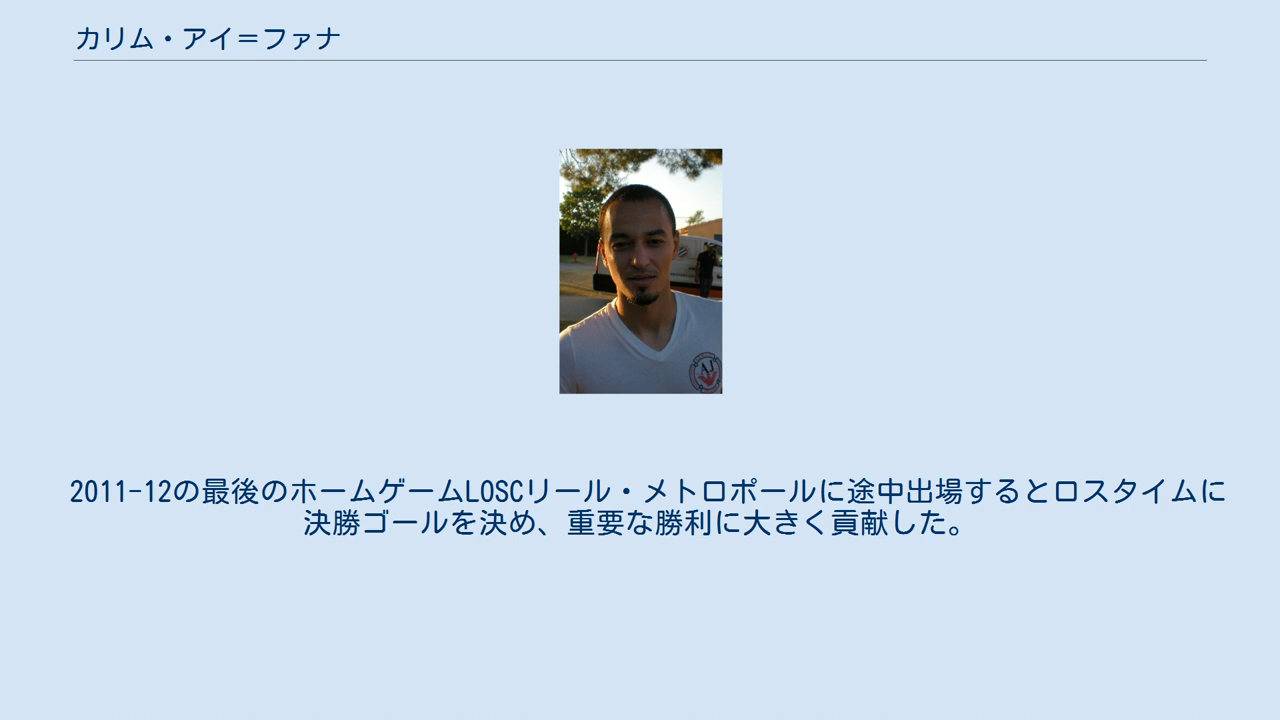 カリム・アイ＝ファナ
AJ
2011-12の最後のホームゲームLOSCリール・メトロポールに途中出場するとロスタイムに
決勝ゴールを決め、重要な勝利に大きく貢献した。